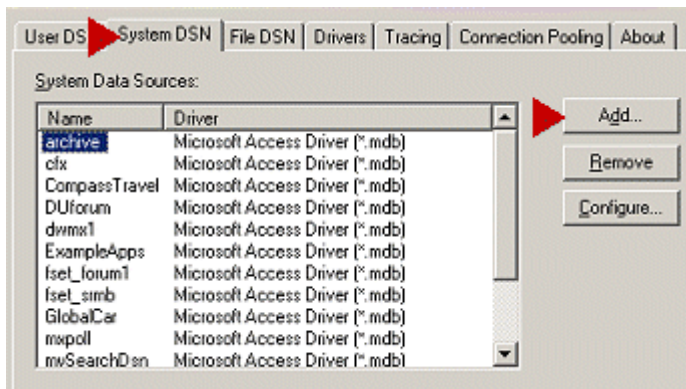 User DS System DSN File DSN Drivers Tracing Connection Pooling About
System Data Sources:
Name Driver
archive Microsoft Access Driver (*.mdb)
cfx Microsoft Access Driver (*.mdb)
CompassTravel Microsoft Access Driver (*.mdb)
DUforum Microsoft Access Driver (*.mdb)
dwmx1 Microsoft Access Driver (*.mdb)
ExampleApps Microsoft Access Driver (*.mdb)
fset_forum1 Microsoft Access Driver (*.mdb)
fset_srmb Microsoft Access Driver (*.mdb)
GlobalCar Microsoft Access Driver (*.mdb)
mxpoll Microsoft Access Driver (*.mdb)
mySearchDsn Microsoft Access Driver (*.mdb)
Add...
Remove
Configure...